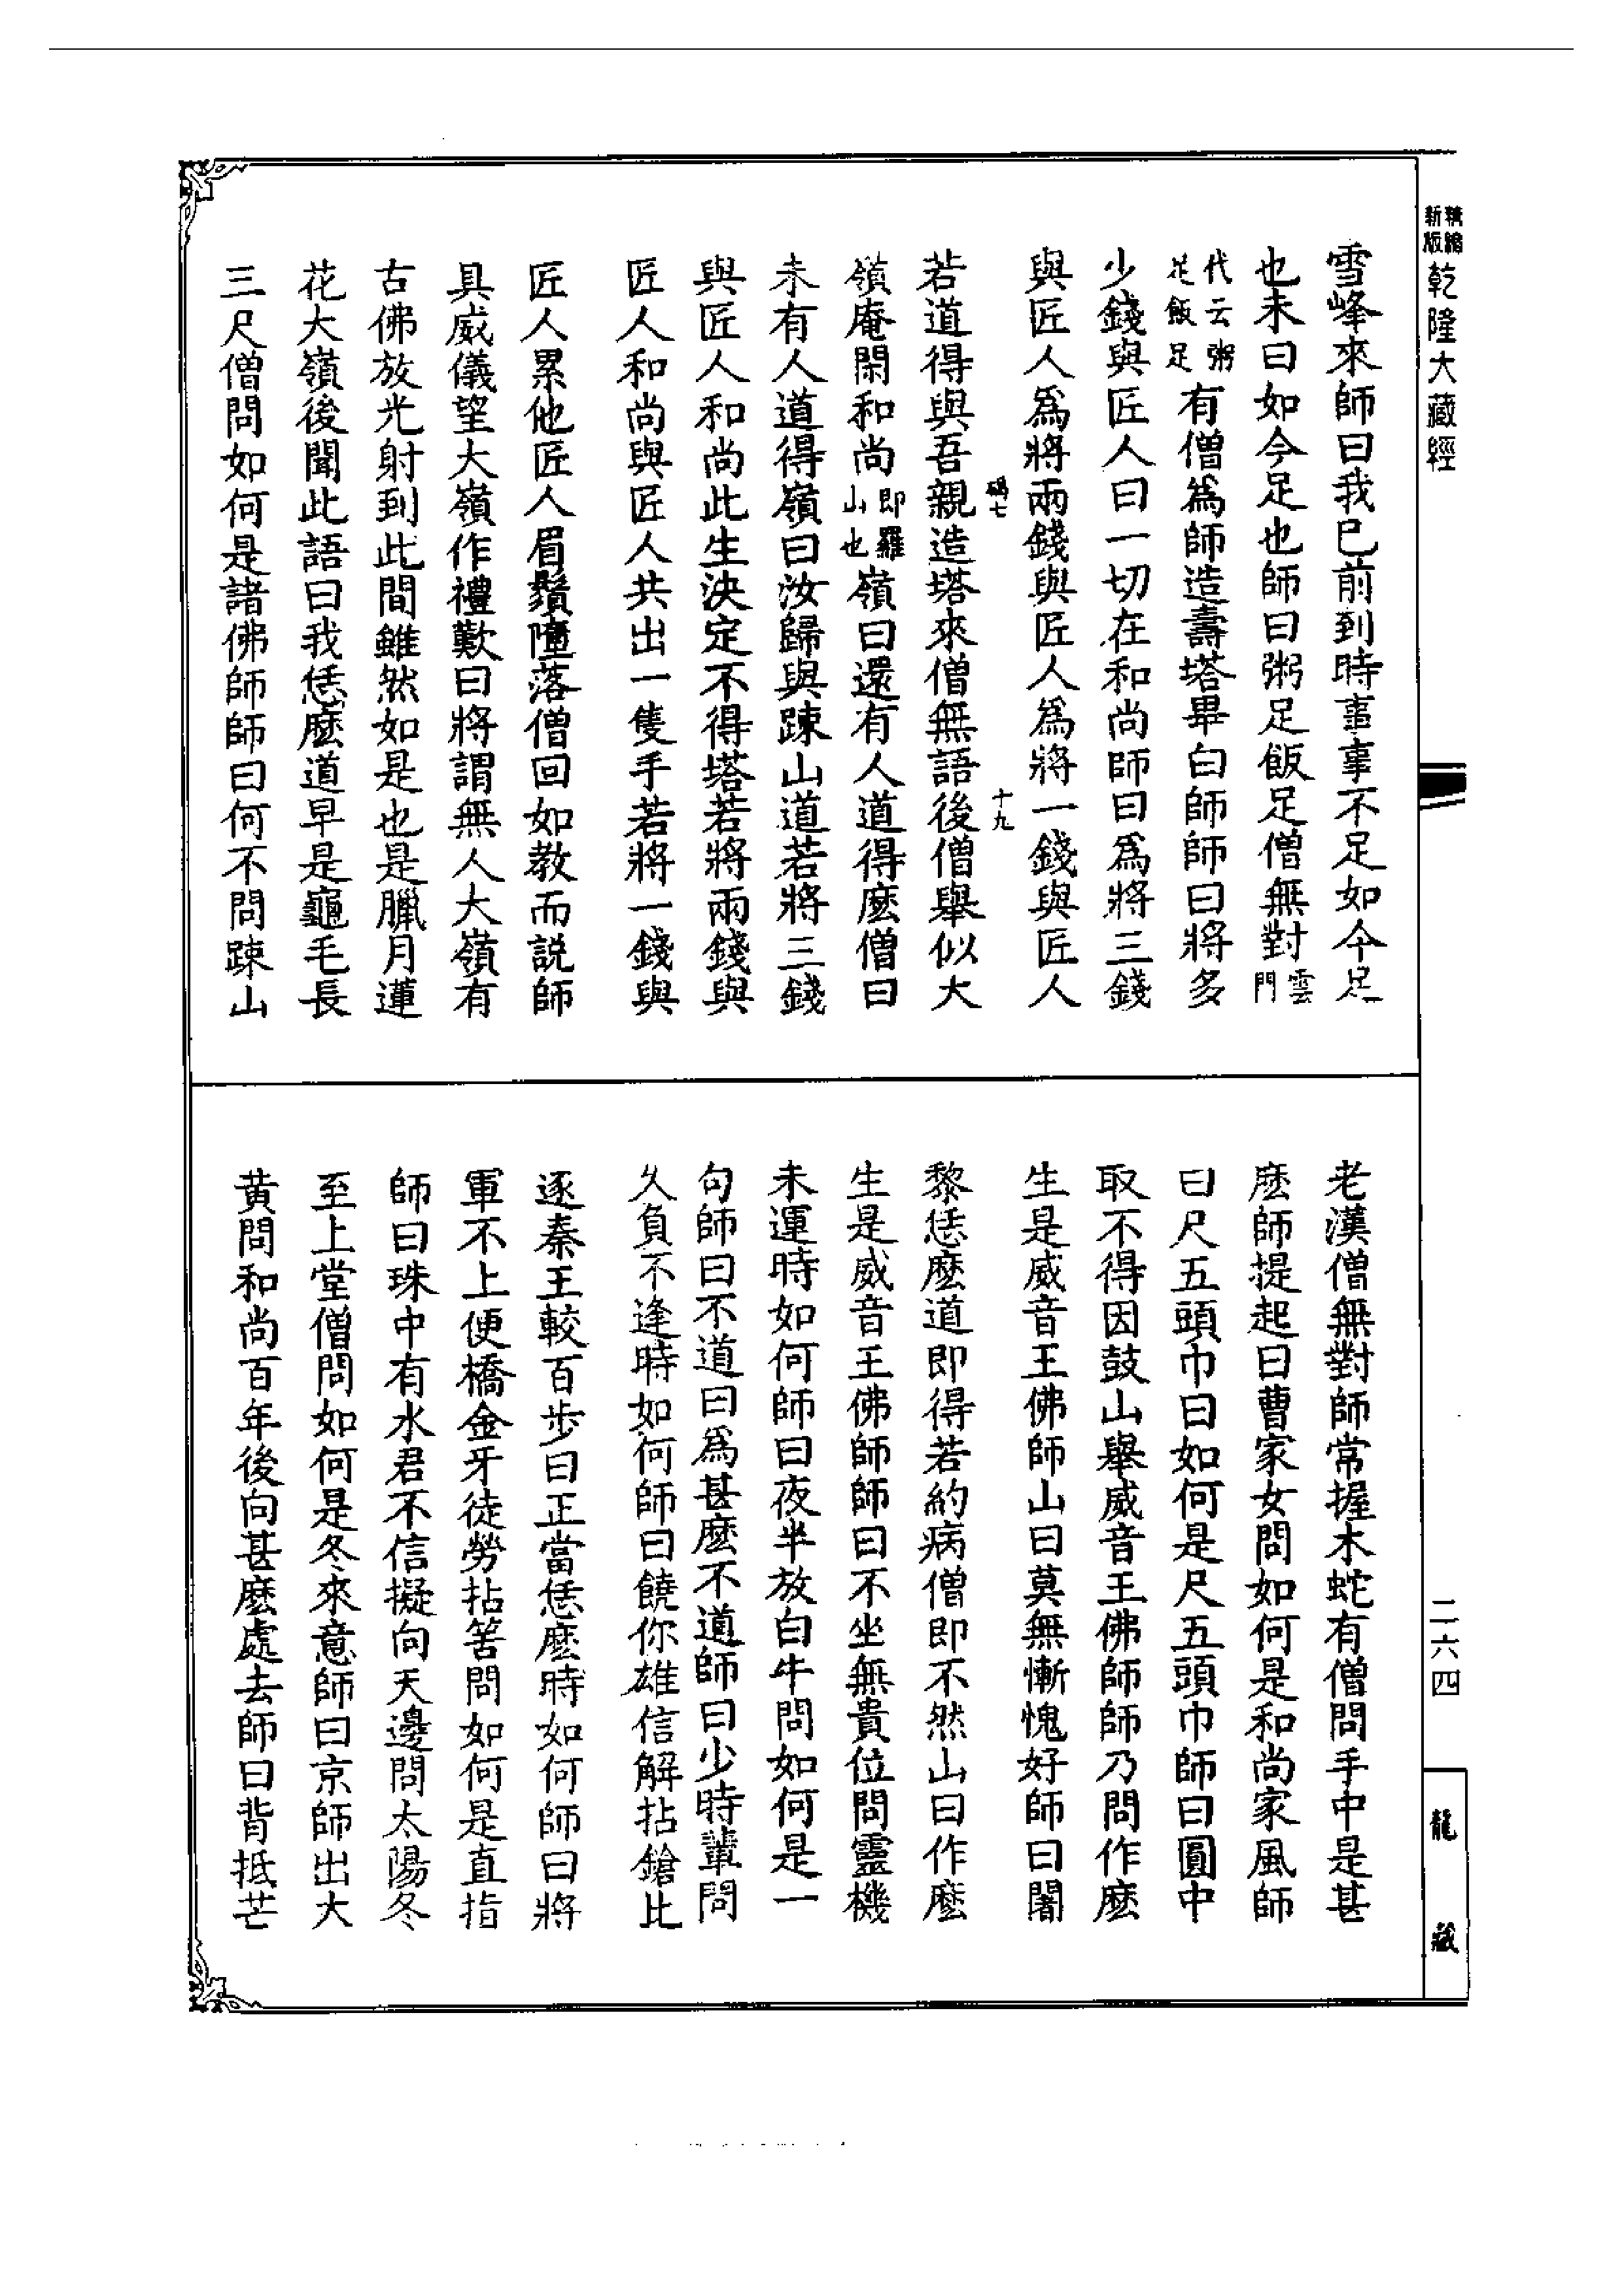 精縮
新版
乾隆大藏經
二六四
龍藏
雪峰來師曰我已前到時事事不足如今足
也未曰如今足也師曰粥足飯足僧無對雲門
代云粥足飯足有僧爲師造壽塔畢白師師曰將多
少錢與匠人曰一切在和尚師曰爲將三錢
與匠人爲將兩錢與匠人爲將一錢與匠人
十九
若道得與吾親造塔來僧無語後僧舉似大
嶺庵閑和尚即羅山也嶺曰還有人道得麽僧曰
未有人道得嶺曰汝歸與踈山道若將三錢
與匠人和尚此生決定不得塔若將兩錢與
匠人和尚與匠人共出一隻手若將一錢與
匠人累他匠人眉鬚墮落僧回如教而説師
具威儀望大嶺作禮歎曰將謂無人大嶺有
古佛放光射到此間雖然如是也是臘月蓮
花大嶺後聞此語曰我恁麽道早是龜毛長
三尺僧問如何是諸佛師師曰何不問踈山
老漢僧無對師常握木蛇有僧問手中是甚
麽師提起曰曹家女問如何是和尚家風師
曰尺五頭巾曰如何是尺五頭巾師曰圓中
取不得因鼓山舉威音王佛師師乃問作麽
生是威音王佛師山曰莫無慚愧好師曰闍
黎恁麽道即得若約病僧即不然山曰作麽
生是威音王佛師師曰不坐無貴位問靈機
未運時如何師曰夜半放白牛問如何是一
句師曰不道曰爲甚麽不道師曰少時輩問
久負不逢時如何師曰饒你雄信解拈鎗比
逐秦王較百步曰正當恁麽時如何師曰將
軍不上便橋金牙徒勞拈筈問如何是直指
師曰珠中有水君不信擬向天邊問太陽冬
至上堂僧問如何是冬來意師曰京師出大
黃問和尚百年後向甚麽處去師曰背抵芒